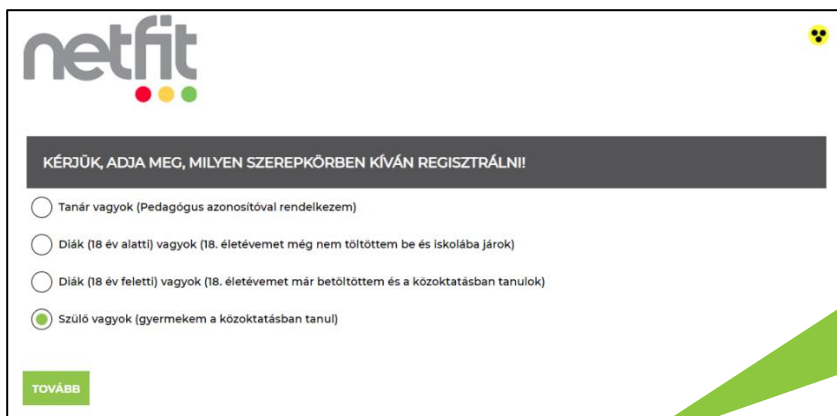 netfit
KÉRJÜK, ADJA MEG, MILYEN SZEREPKÖRBEN KÍVÁN REGISZTRÁLNI!
Tanár vagyok (Pedagógus azonosítóval rendelkezem)
Diák (18 év alatti) vagyok (18. életévemet még nem töltöttem be és iskolába járok)
Diák (18 év feletti) vagyok (18. életévemet már betöltöttem és a közoktatásban tanulok)
Szülő vagyok (gyermekem a közoktatásban tanul)
TOVÁBB